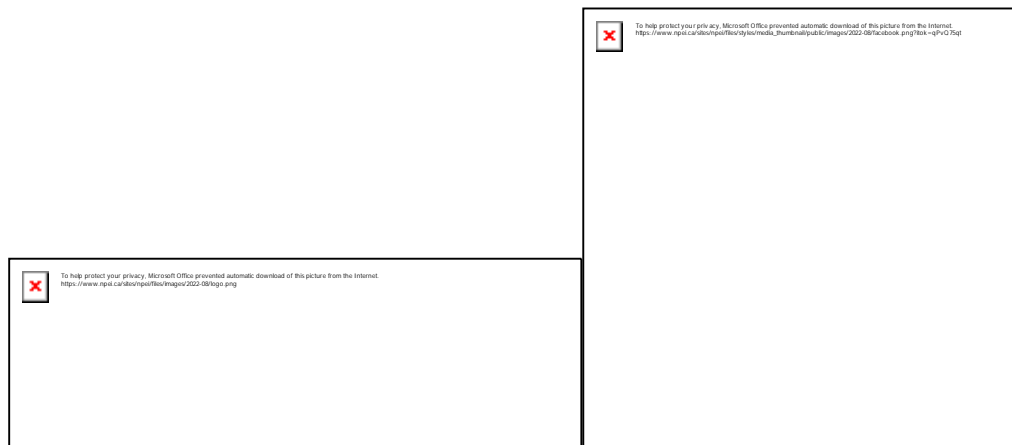 To help protect your privacy, Microsoft Office prevented automatic download of this picture from the Internet.
https://www.npei.ca/sites/npei/files/styles/media_thumbnail/public/images/2022-08/facebook.png?itok=qPvQ75qt
To help protect your privacy, Microsoft Office prevented automatic download of this picture from the Internet.
https://www.npei.ca/sites/npei/files/images/2022-08/logo.png